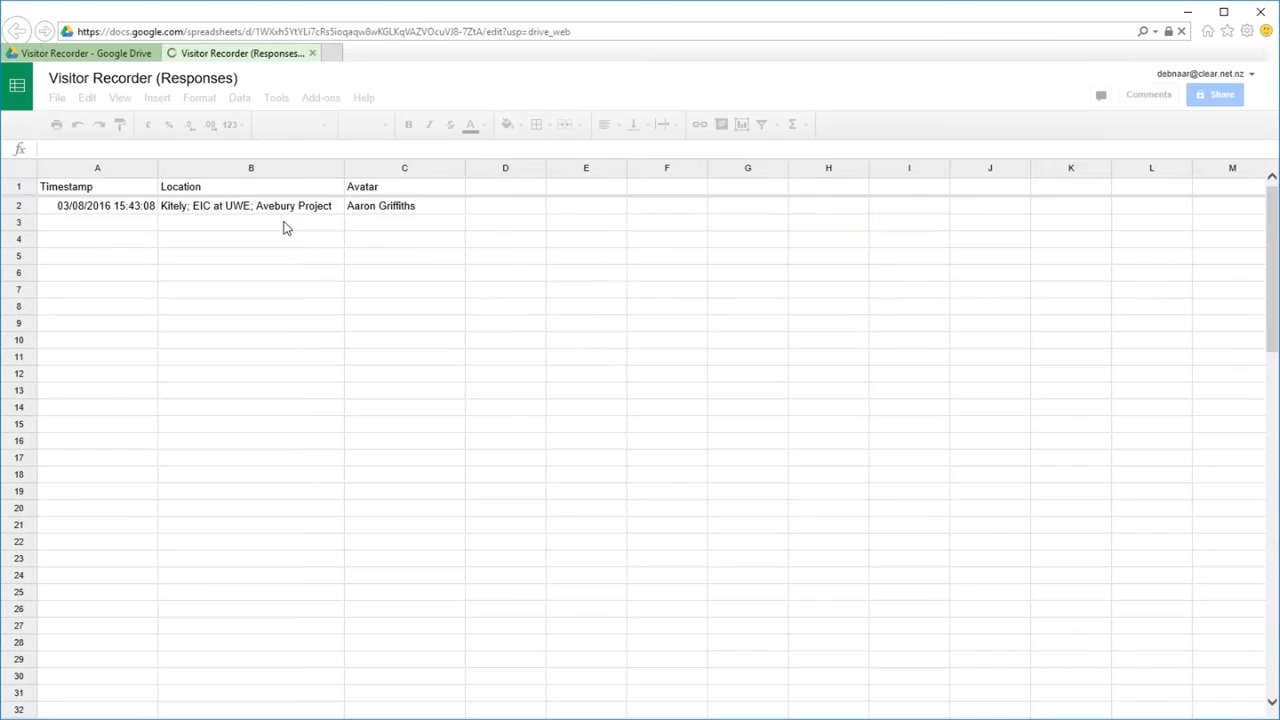 https://docs.google.com/spreadsheets/d/1WXxh5YtYLi7cRs5ioqaqw8wKGLKqVAZVOcuVJ8-7ZtA/edit?usp=drive_web
Visitor Recorder - Google Drive
Visitor Recorder (Responses...
Visitor Recorder (Responses)
debnaar@clear.net.nz
File Edit View Insert Format Data Tools Add-ons Help
Comments
Share
£ % .0 .00 123
B I S A
Σ
fx
A B C D E F G H I J K L M
1 Timestamp Location Avatar
2 03/08/2016 15:43:08 Kitely; EIC at UWE; Avebury Project Aaron Griffiths
3
4
5
6
7
8
9
10
11
12
13
14
15
16
17
18
19
20
21
22
23
24
25
26
27
28
29
30
31
32